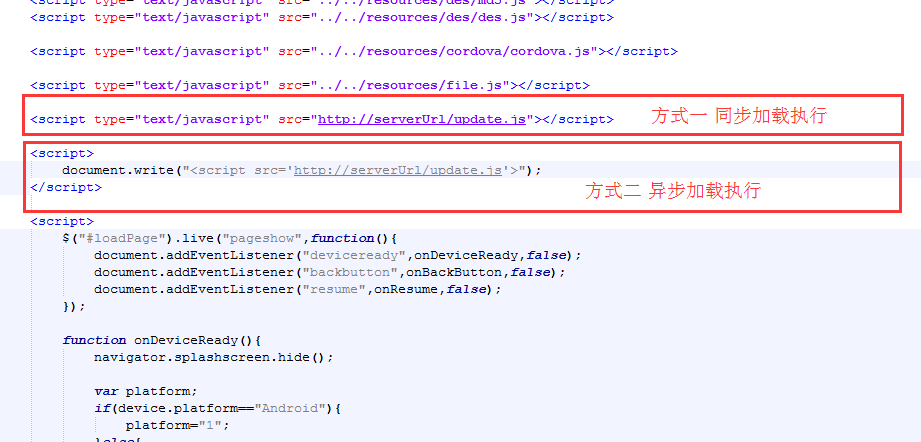 <script type="text/javascript" src="../../resources/des/md5.js"></script>
<script type="text/javascript" src="../../resources/des/des.js"></script>
<script type="text/javascript" src="../../resources/cordova/cordova.js"></script>
<script type="text/javascript" src="../../resources/file.js"></script>
<script type="text/javascript" src="http://serverUrl/update.js"></script> 方式一 同步加载执行
<script>
document.write("<script src='http://serverUrl/update.js'>");
</script>
方式二 异步加载执行
<script>
$("#loadPage").live("pageshow",function(){
document.addEventListener("deviceready",onDeviceReady,false);
document.addEventListener("backbutton",onBackButton,false);
document.addEventListener("resume",onResume,false);
});
function onDeviceReady(){
navigator.splashscreen.hide();
var platform;
if(device.platform=="Android"){
platform="1";
}else{